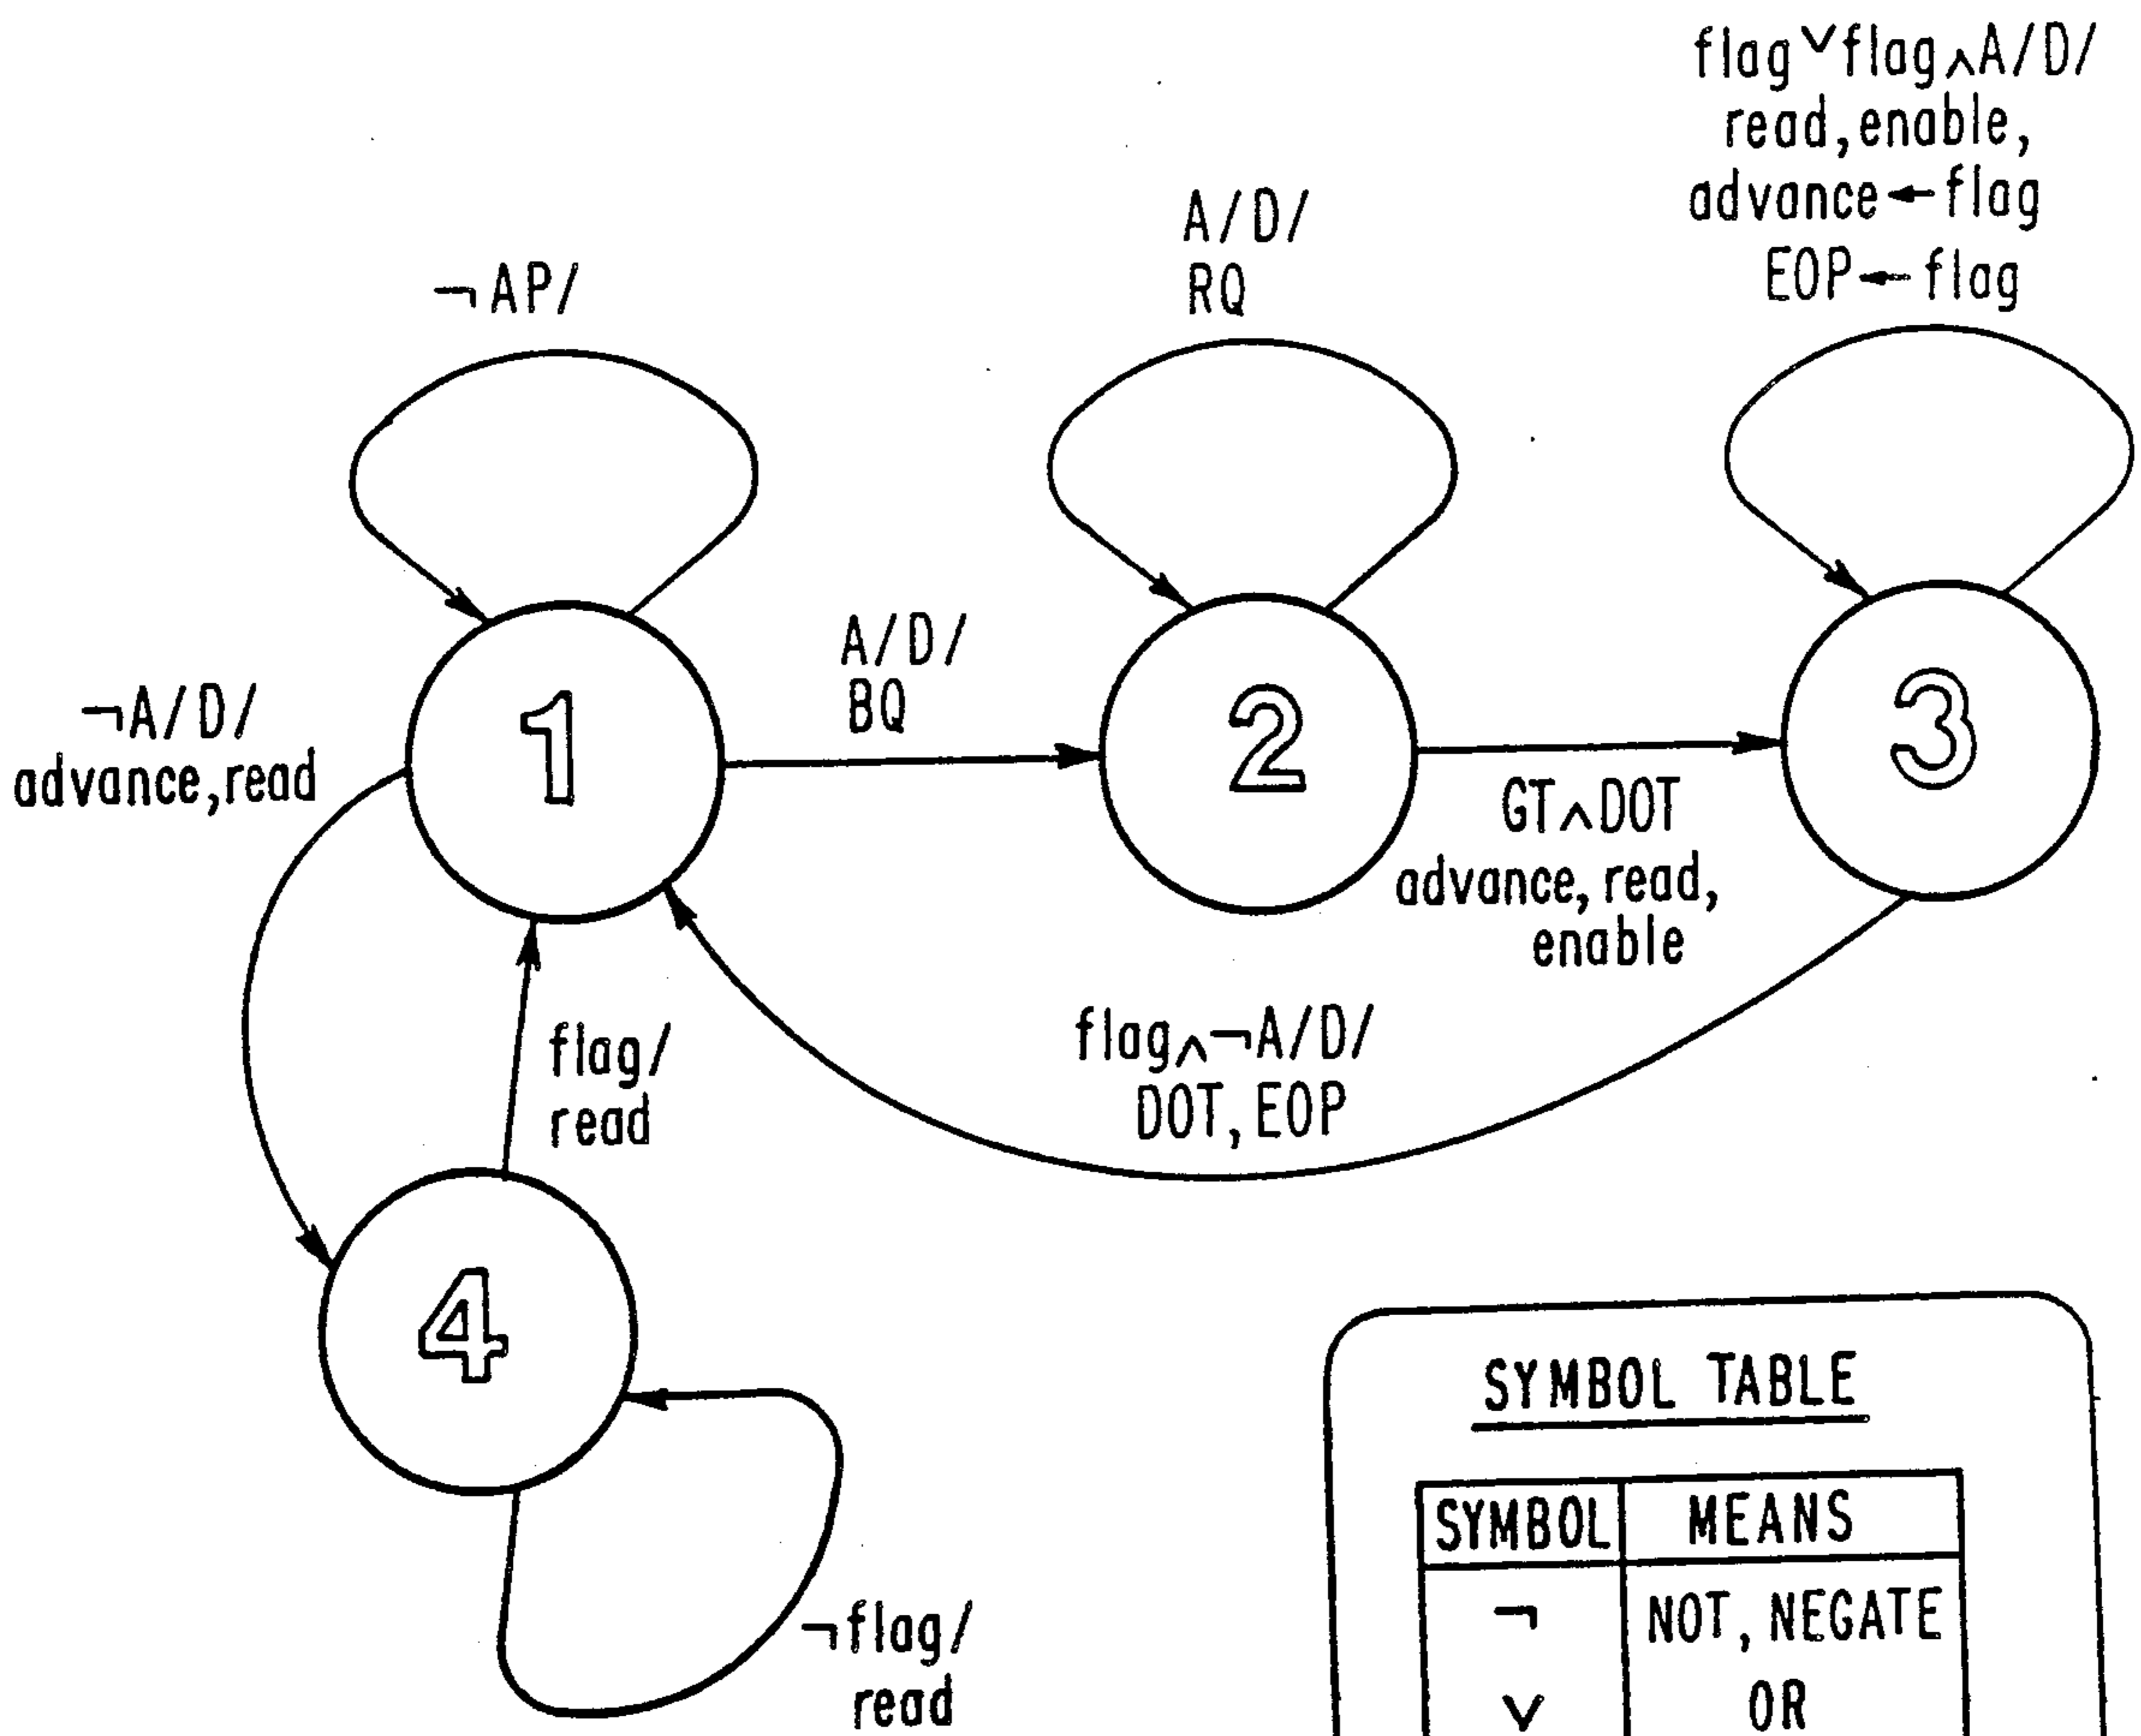 flag∨flag∧A/D/
read,enable,
advance←flag
EOP←flag
A/D/
RQ
¬AP/
A/D/
BQ
¬A/D/
advance,read
1
2
3
GT∧DOT
advance, read,
enable
flag/
read
flag∧¬A/D/
DOT, EOP
4
¬flag/
read
SYMBOL TABLE
SYMBOL MEANS
¬ NOT, NEGATE
∨ OR